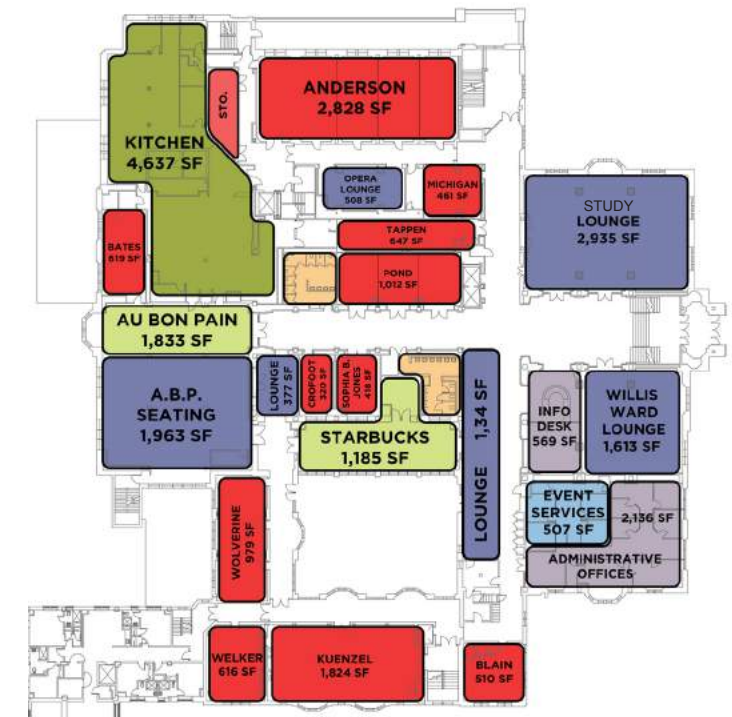 ANDERSON
2,828 SF
STO.
KITCHEN
4,637 SF
OPERA
LOUNGE
508 SF
MICHIGAN
461 SF
STUDY
LOUNGE
2,935 SF
BATES
619 SF
TAPPEN
647 SF
POND
1,012 SF
AU BON PAIN
1,833 SF
A.B.P.
SEATING
1,963 SF
LOUNGE
377 SF
CROFOOT
320 SF
SOPHIA B.
JONES
418 SF
STARBUCKS
1,185 SF
LOUNGE 1,34 SF
INFO
DESK
569 SF
WILLIS
WARD
LOUNGE
1,613 SF
EVENT
SERVICES
507 SF
2,136 SF
ADMINISTRATIVE
OFFICES
WOLVERINE
979 SF
WELKER
616 SF
KUENZEL
1,824 SF
BLAIN
510 SF